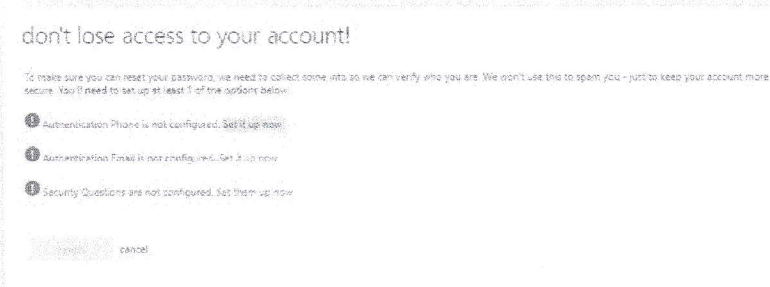 don't lose access to your account!
To make sure you can reset your password, we need to collect some info so we can verify who you are. We won't use this to spam you - just to keep your account more
secure. You'll need to set up at least 1 of the options below.
Authentication Phone is not configured. Set it up now
Authentication Email is not configured. Set it up now
Security Questions are not configured. Set them up now
cancel